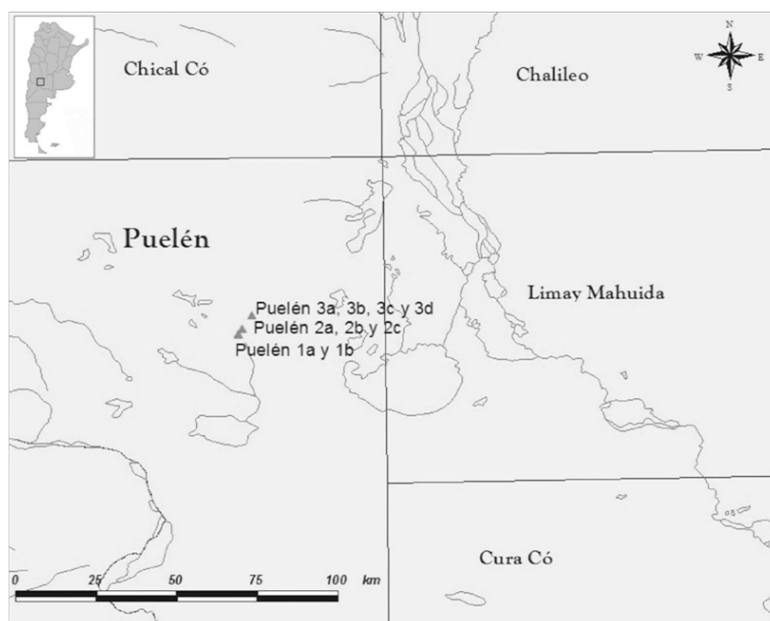 Chical Có
Chalileo
N
W E
S
Puelén
Limay Mahuida
Puelén 3a, 3b, 3c y 3d
Puelén 2a, 2b y 2c
Puelén 1a y 1b
Cura Có
0 25 50 75 100 km